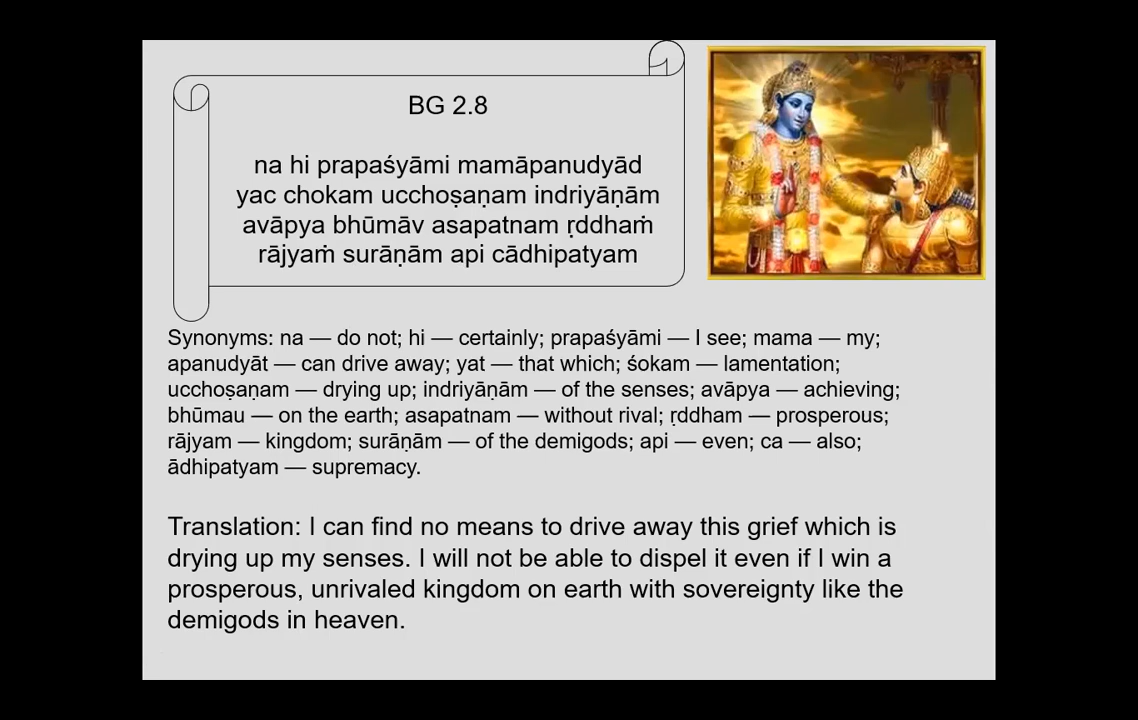 BG 2.8
na hi prapaśyāmi mamāpanudyād
yac chokam ucchoṣaṇam indriyāṇām
avāpya bhūmāv asapatnam ṛddhaṁ
rājyaṁ surāṇām api cādhipatyam
Synonyms: na — do not; hi — certainly; prapaśyāmi — I see; mama — my;
apanudyāt — can drive away; yat — that which; śokam — lamentation;
ucchoṣaṇam — drying up; indriyāṇām — of the senses; avāpya — achieving;
bhūmau — on the earth; asapatnam — without rival; ṛddham — prosperous;
rājyam — kingdom; surāṇām — of the demigods; api — even; ca — also;
ādhipatyam — supremacy.
Translation: I can find no means to drive away this grief which is
drying up my senses. I will not be able to dispel it even if I win a
prosperous, unrivaled kingdom on earth with sovereignty like the
demigods in heaven.